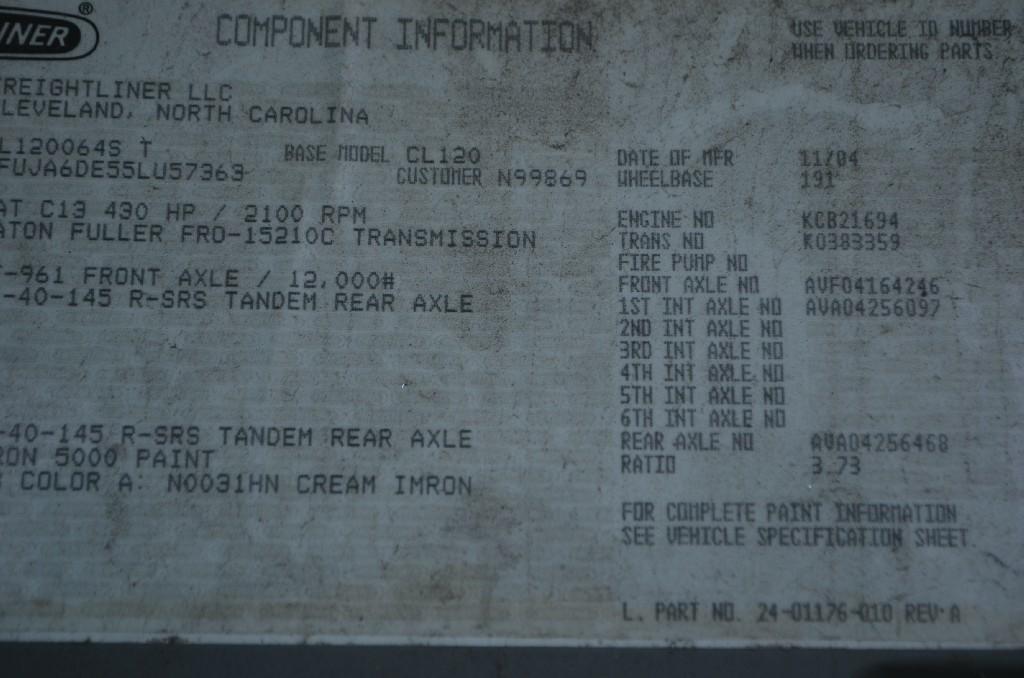 INER®
COMPONENT INFORMATION
USE VEHICLE ID NUMBER
WHEN ORDERING PARTS.
REIGHTLINER LLC
LEVELAND, NORTH CAROLINA
L120064S T
BASE MODEL CL120
FUJA6DE55LU57363
CUSTOMER N99869
DATE OF MFR 11/04
WHEELBASE 191
AT C13 430 HP / 2100 RPM
ATON FULLER FRO-15210C TRANSMISSION
-961 FRONT AXLE / 12,000#
-40-145 R-SRS TANDEM REAR AXLE
ENGINE NO KCB21694
TRANS NO K0383359
FIRE PUMP NO
FRONT AXLE NO AVF04164246
1ST INT AXLE NO AVA04256097
2ND INT AXLE NO
3RD INT AXLE NO
4TH INT AXLE NO
5TH INT AXLE NO
6TH INT AXLE NO
REAR AXLE NO AVA04256468
RATIO 3.73
-40-145 R-SRS TANDEM REAR AXLE
RON 5000 PAINT
COLOR A: N0031HN CREAM IMRON
FOR COMPLETE PAINT INFORMATION
SEE VEHICLE SPECIFICATION SHEET.
L. PART NO. 24-01176-010 REV A